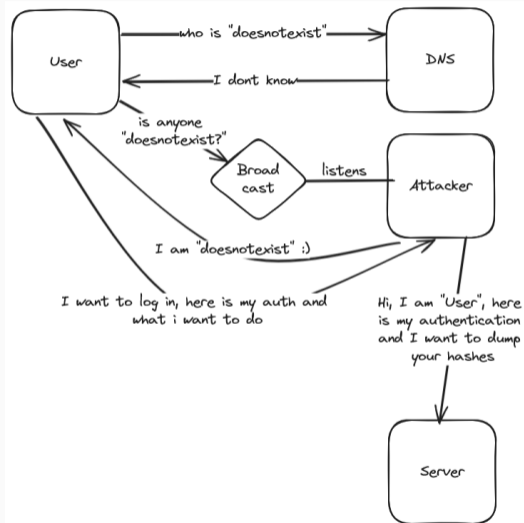 who is "doesnotexist"
User
DNS
I dont know
is anyone
"doesnotexist?"
Broad
cast
listens
Attacker
I am "doesnotexist" :)
I want to log in, here is my auth and
what i want to do
Hi, I am "User", here
is my authentication
and I want to dump
your hashes
Server